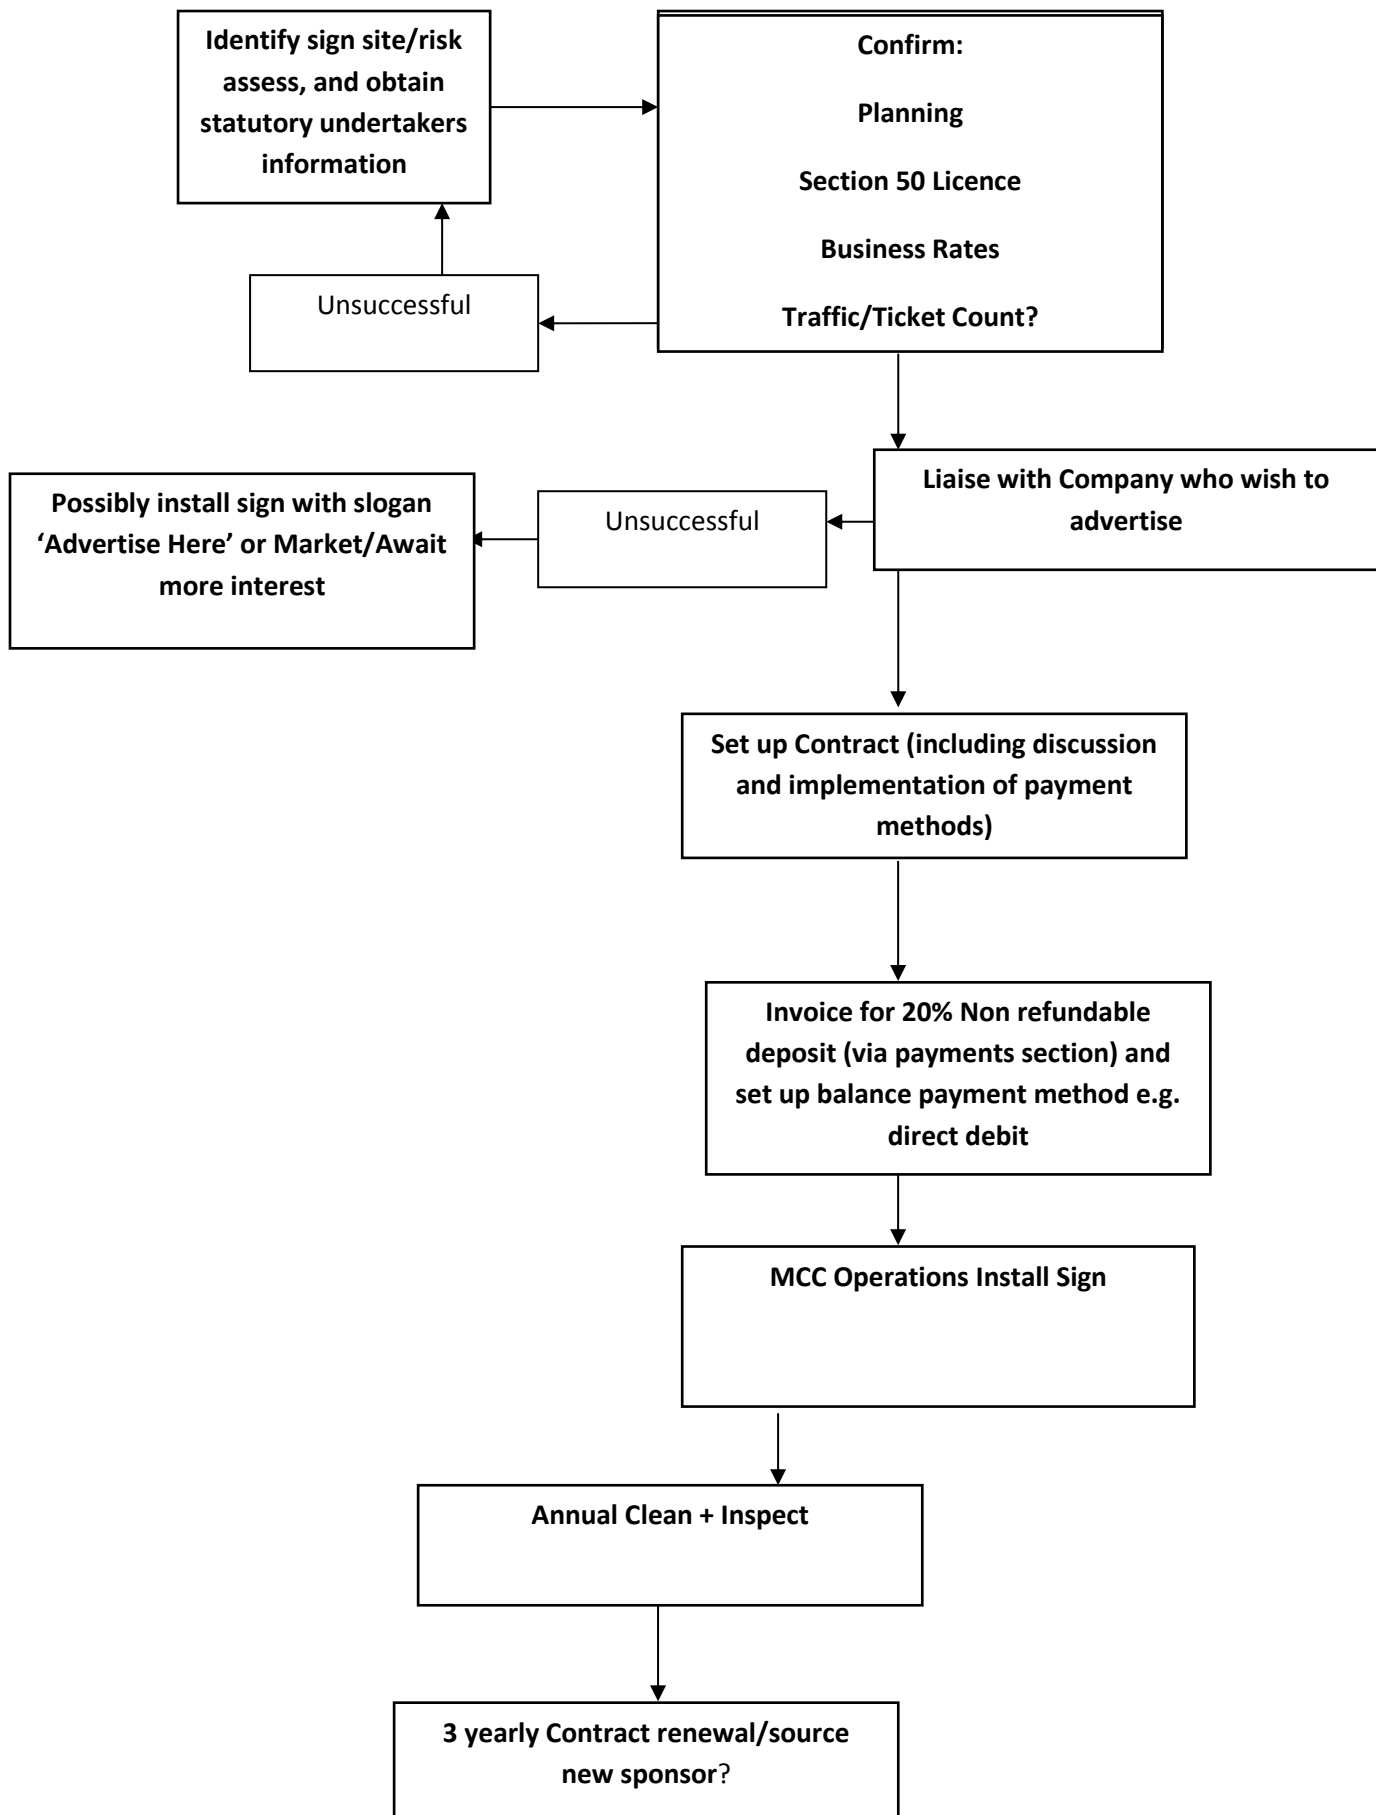 Identify sign site/risk
assess, and obtain
statutory undertakers
information
Confirm:
Planning
Section 50 Licence
Business Rates
Traffic/Ticket Count?
Unsuccessful
Liaise with Company who wish to
advertise
Unsuccessful
Possibly install sign with slogan
‘Advertise Here’ or Market/Await
more interest
Set up Contract (including discussion
and implementation of payment
methods)
Invoice for 20% Non refundable
deposit (via payments section) and
set up balance payment method e.g.
direct debit
MCC Operations Install Sign
Annual Clean + Inspect
3 yearly Contract renewal/source
new sponsor?